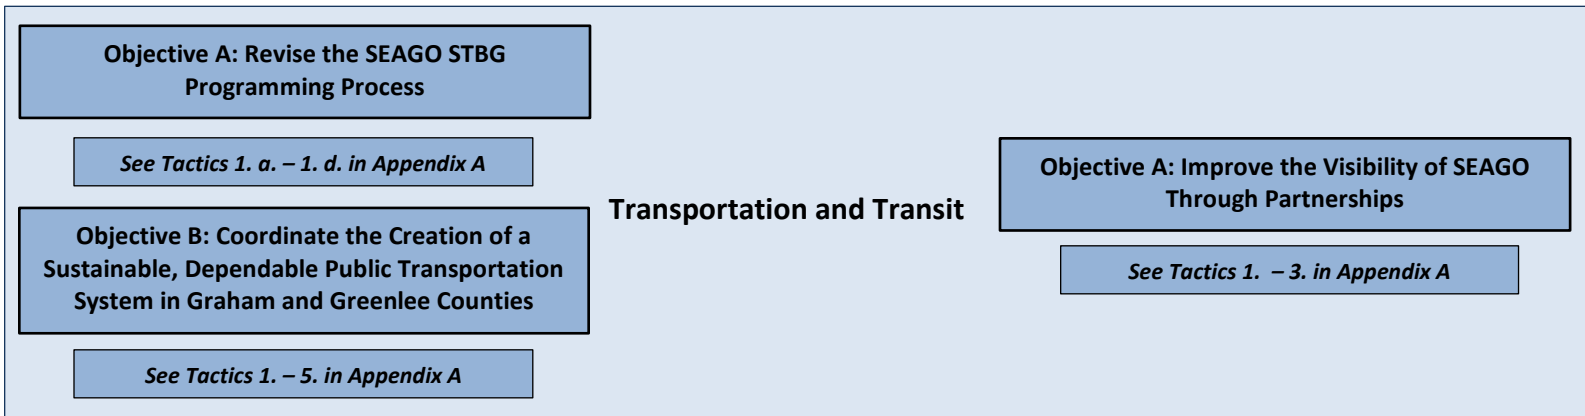 Objective A: Revise the SEAGO STBG
Programming Process
See Tactics 1. a. – 1. d. in Appendix A
Objective B: Coordinate the Creation of a
Sustainable, Dependable Public Transportation
System in Graham and Greenlee Counties
See Tactics 1. – 5. in Appendix A
Transportation and Transit
Objective A: Improve the Visibility of SEAGO
Through Partnerships
See Tactics 1.  – 3. in Appendix A